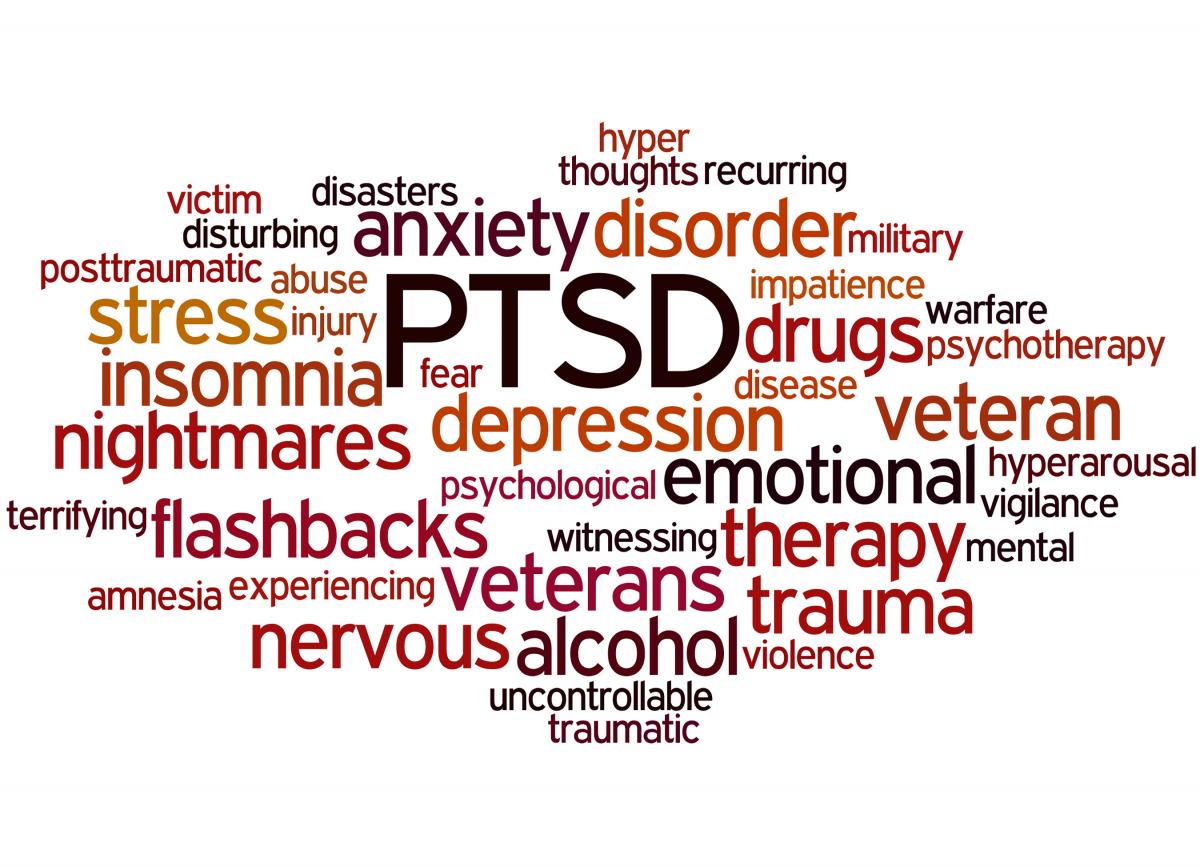 hyper
thoughts recurring
victim disasters
disturbing anxiety disorder military
posttraumatic abuse PTSD impatience
stress injury drugs warfare
psychotherapy
insomnia fear disease
nightmares depression veteran
psychological emotional hyperarousal
terrifying flashbacks vigilance
witnessing therapy mental
amnesia experiencing veterans trauma
nervous alcohol violence
uncontrollable
traumatic